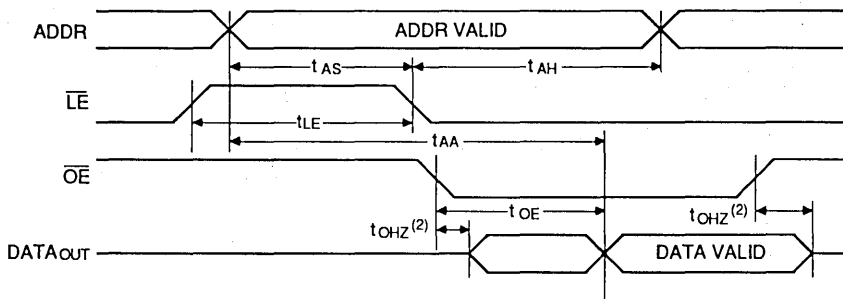 ADDR
ADDR VALID
tAS
tAH
LE
tLE
tAA
OE
tOE
tOHZ(2)
tOHZ(2)
DATAOUT
DATA VALID